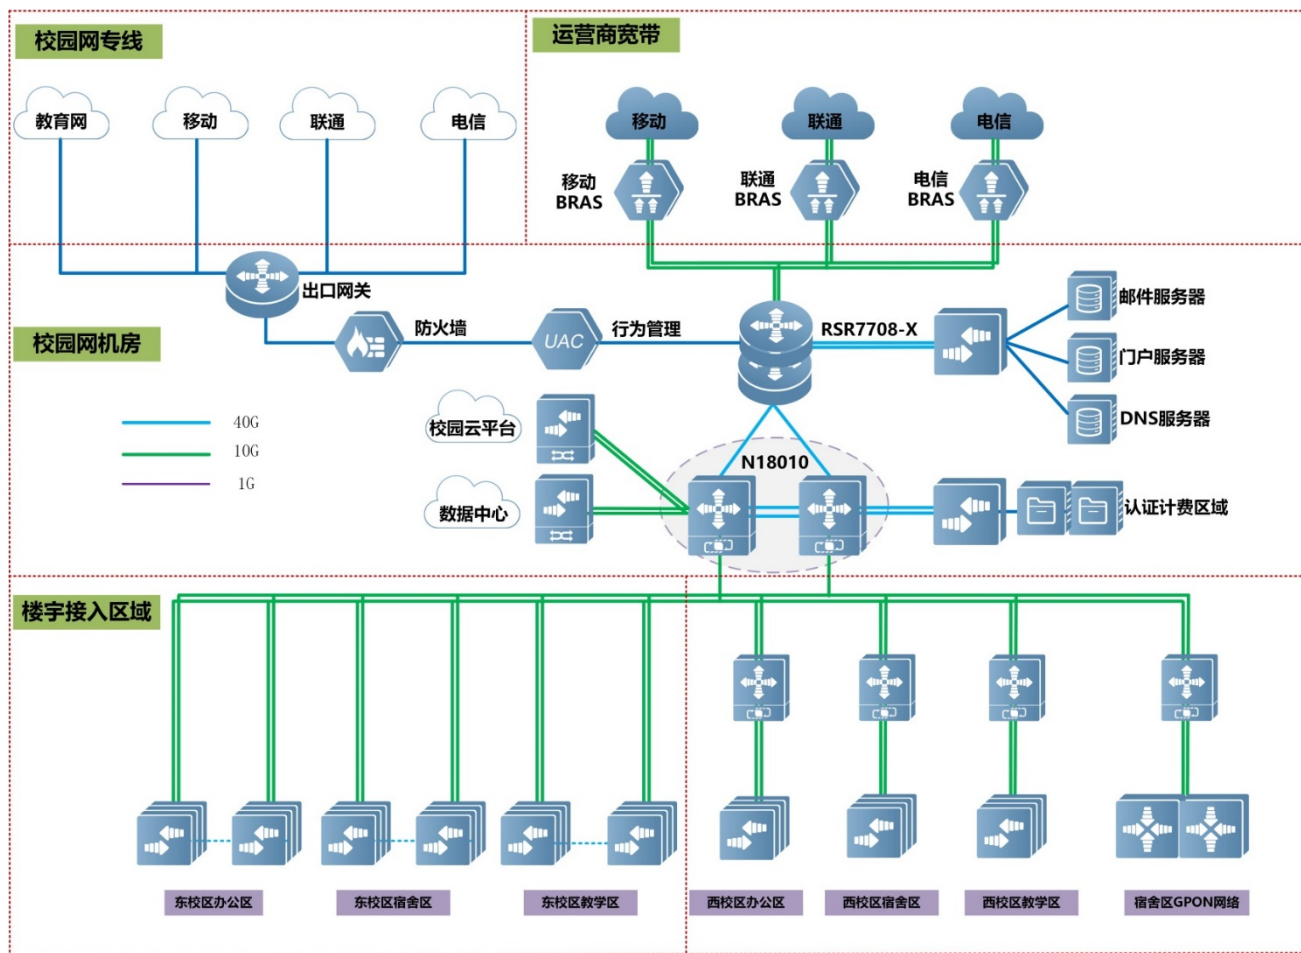 校园网专线
运营商宽带
教育网
移动
联通
电信
移动
联通
电信
移动
BRAS
联通
BRAS
电信
BRAS
出口网关
防火墙
UAC
行为管理
RSR7708-X
邮件服务器
门户服务器
DNS服务器
校园网机房
40G
10G
1G
校园云平台
数据中心
N18010
认证计费区域
楼宇接入区域
东校区办公区
东校区宿舍区
东校区教学区
西校区办公区
西校区宿舍区
西校区教学区
宿舍区GPON网络